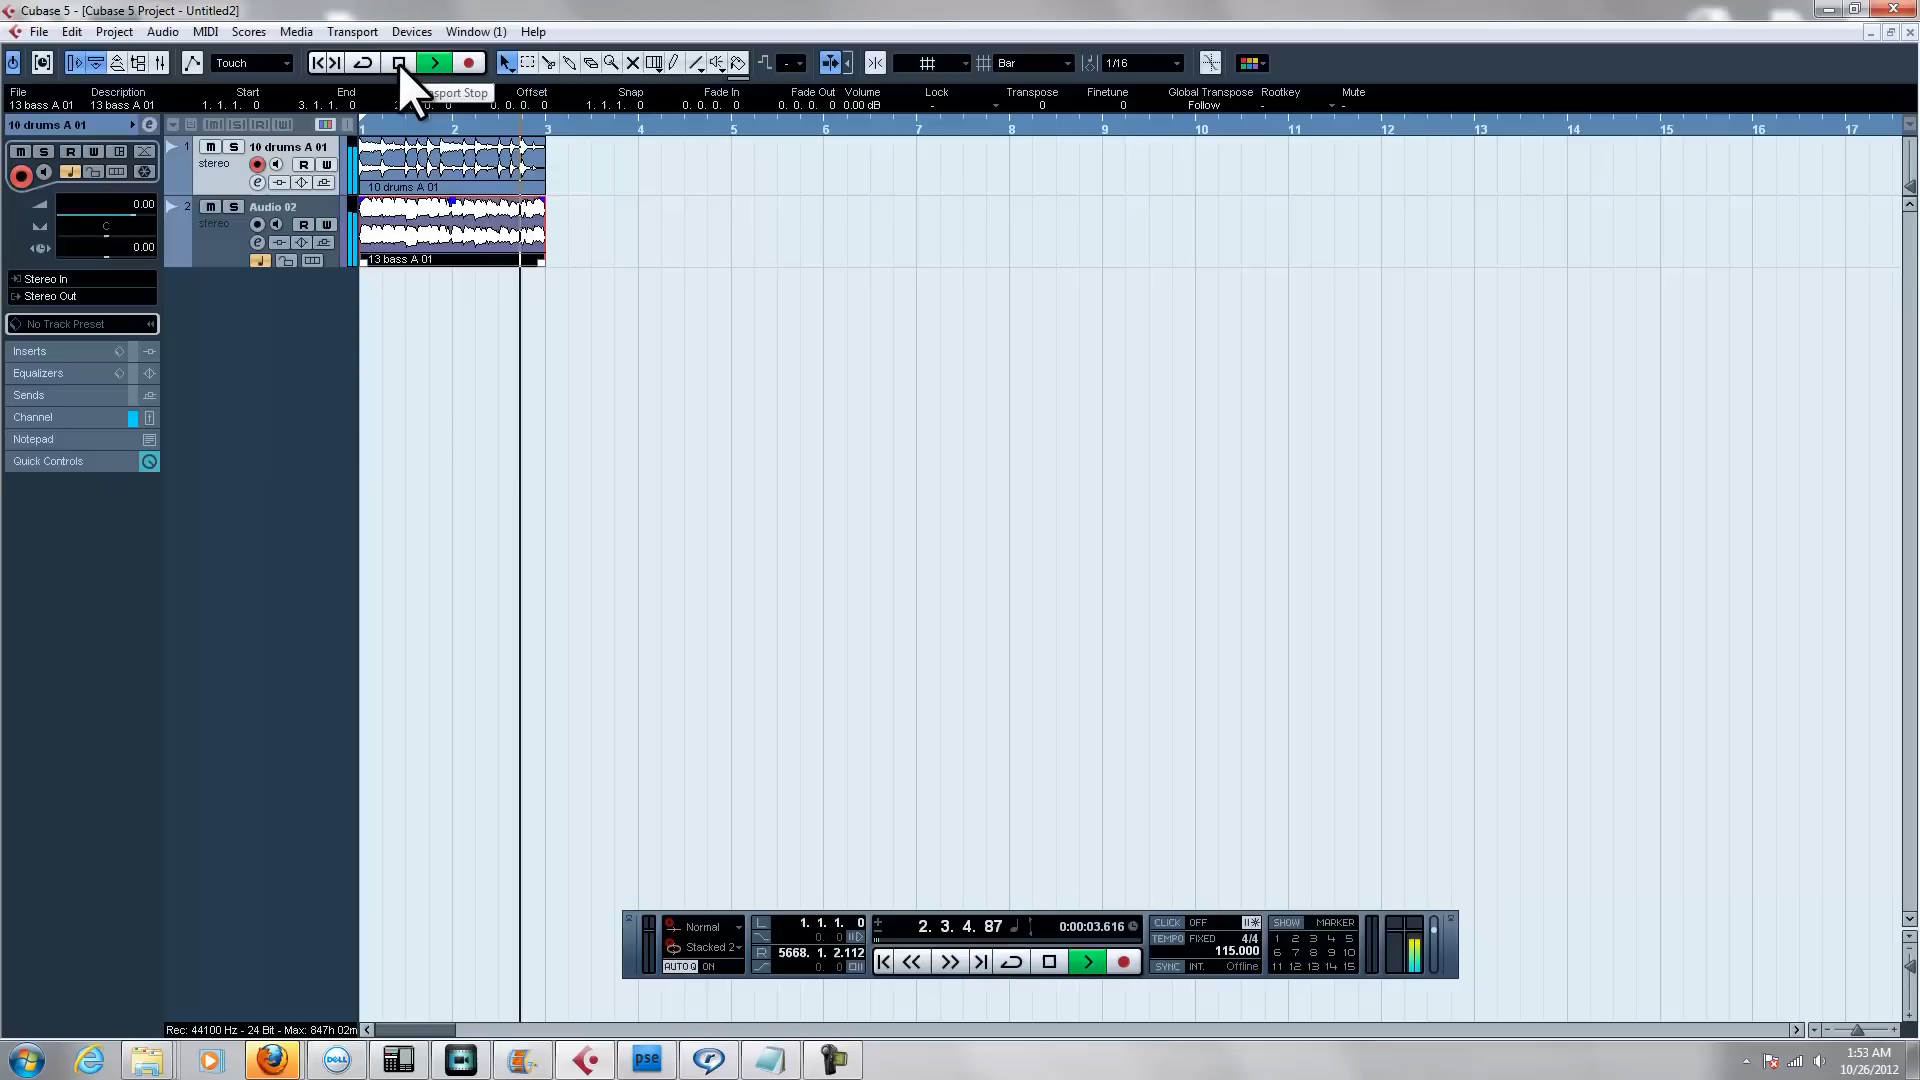 Cubase 5 - [Cubase 5 Project - Untitled2]
File Edit Project Audio MIDI Scores Media Transport Devices Window (1) Help
Touch Bar 1/16
File Description Start End Offset Snap Fade In Fade Out Volume Lock Transpose Finetune Global Transpose Rootkey Mute
13 bass A 01 13 bass A 01 1. 1. 1. 0 3. 1. 1. 0 0. 0. 0. 0 1. 1. 1. 0 0. 0. 0. 0 0. 0. 0. 0 0.00 dB - 0 0 Follow - -
sport Stop
10 drums A 01
1 2 3 4 5 6 7 8 9 10 11 12 13 14 15 16 17
M S R W
0.00
C
0.00
Stereo In
Stereo Out
No Track Preset
Inserts
Equalizers
Sends
Channel
Notepad
Quick Controls
1 M S 10 drums A 01
stereo R W
10 drums A 01
2 M S Audio 02
stereo R W
13 bass A 01
Normal
Stacked 2
AUTO Q ON
L 1. 1. 1. 0
0. 0
R 5668. 1. 2.112
0. 0
2. 3. 4. 87 0:00:03.616
CLICK OFF
TEMPO FIXED 4/4
115.000
SYNC INT. Offline
SHOW MARKER
1 2 3 4 5
6 7 8 9 10
11 12 13 14 15
Rec: 44100 Hz - 24 Bit - Max: 847h 02m
DELL
pse
1:53 AM
10/26/2012